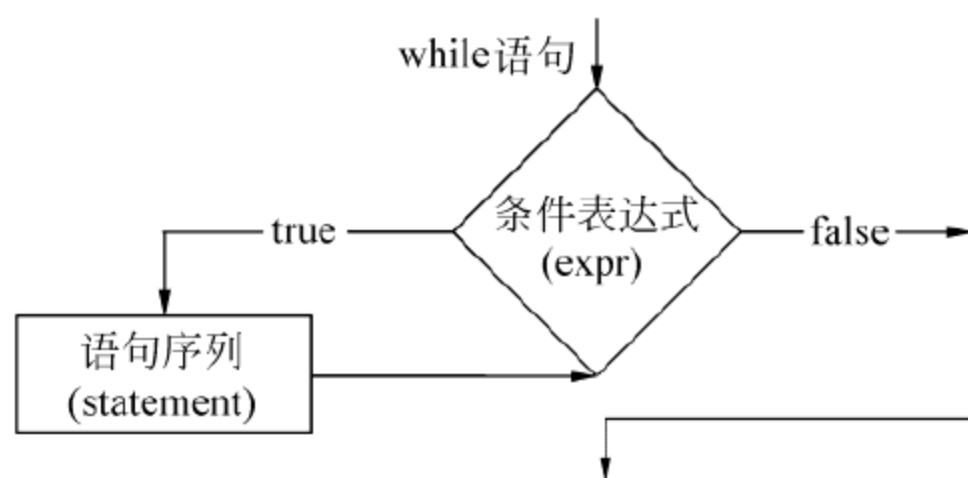 while语句
条件表达式
(expr)
true
false
语句序列
(statement)